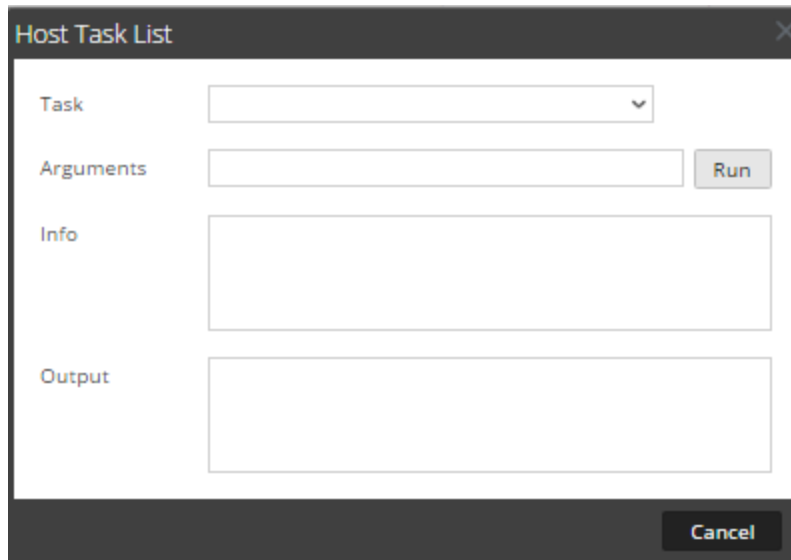 Host Task List
Task
Arguments
Run
Info
Output
Cancel